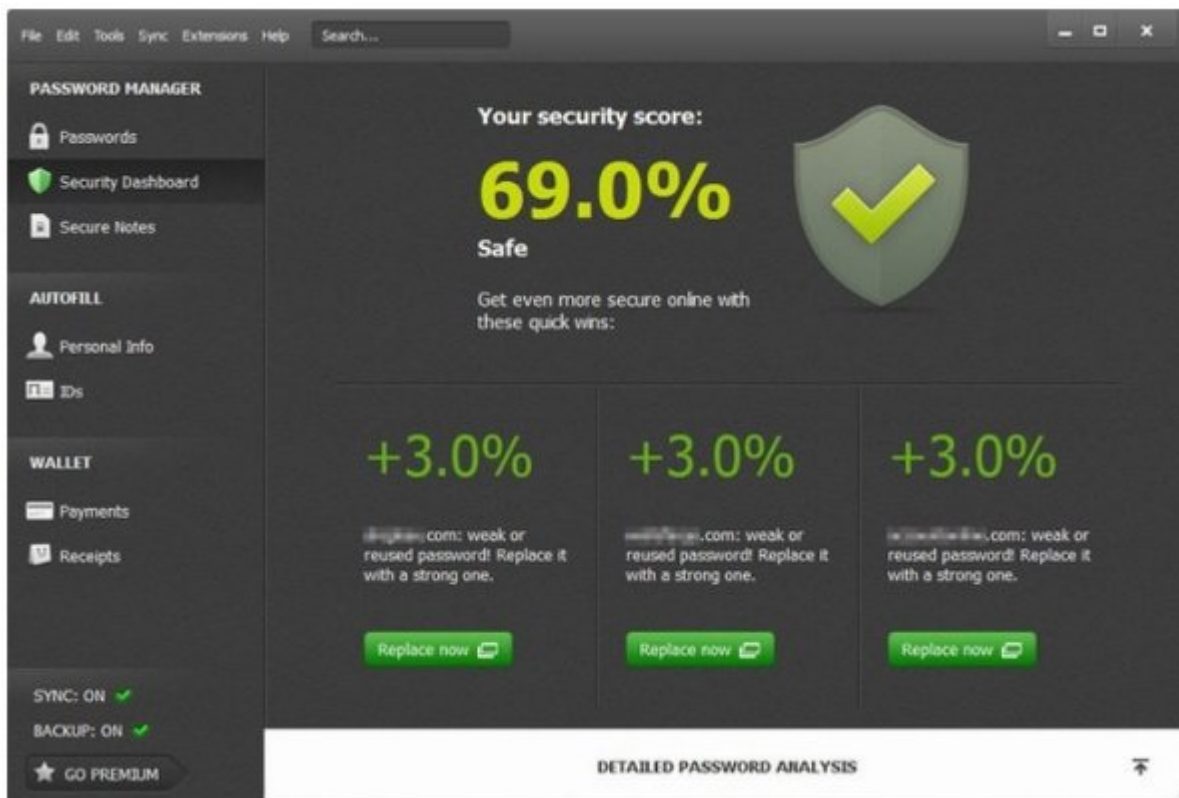 File Edit Tools Sync Extensions Help Search...
PASSWORD MANAGER
Passwords
Security Dashboard
Secure Notes
AUTOFILL
Personal Info
IDs
WALLET
Payments
Receipts
SYNC: ON
BACKUP: ON
GO PREMIUM
Your security score:
69.0%
Safe
Get even more secure online with
these quick wins:
+3.0%
.com: weak or
reused password! Replace it
with a strong one.
Replace now
+3.0%
.com: weak or
reused password! Replace it
with a strong one.
Replace now
+3.0%
.com: weak or
reused password! Replace it
with a strong one.
Replace now
DETAILED PASSWORD ANALYSIS